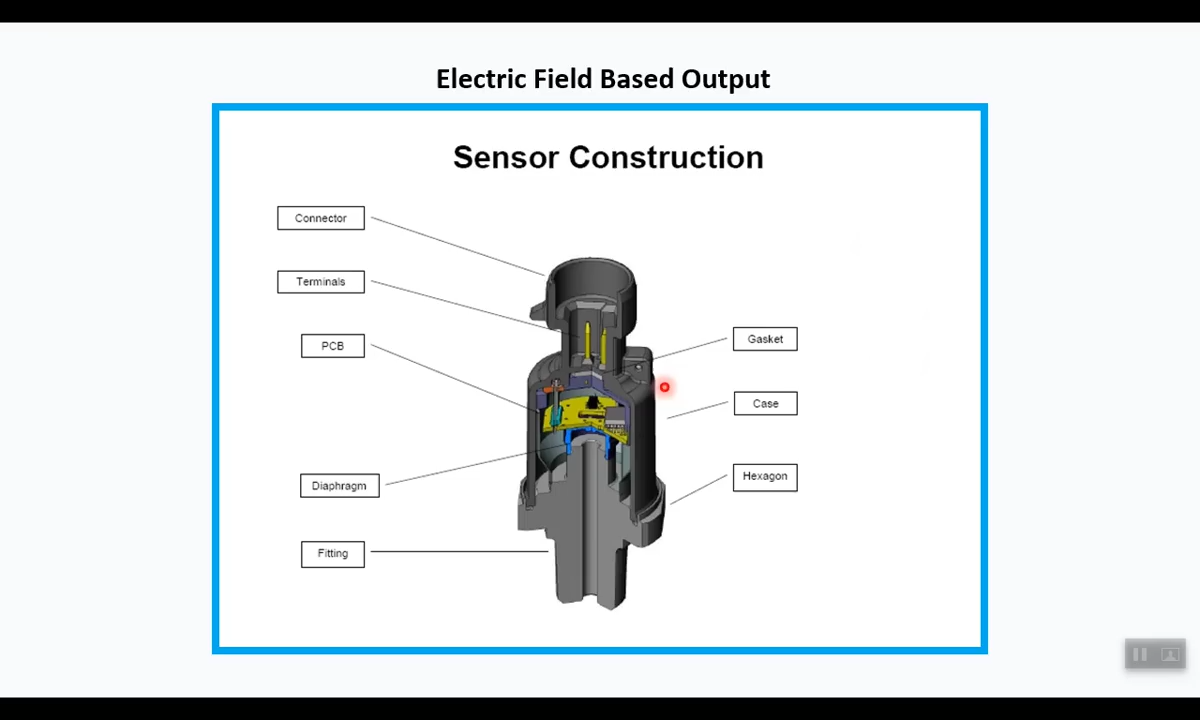 Electric Field Based Output
Sensor Construction
Connector
Terminals
PCB
Diaphragm
Fitting
Gasket
Case
Hexagon